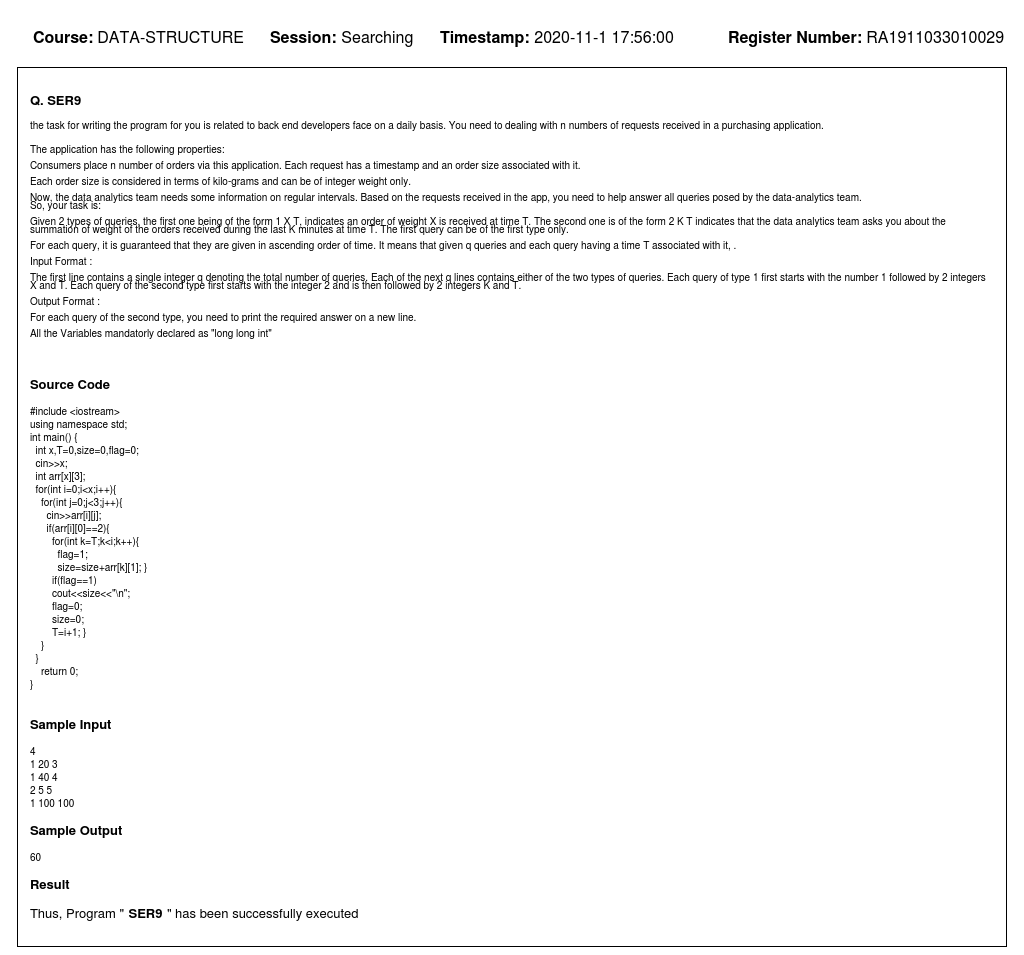 Course: DATA-STRUCTURE Session: Searching Timestamp: 2020-11-1 17:56:00 Register Number: RA1911033010029
Q. SER9
the task for writing the program for you is related to back end developers face on a daily basis. You need to dealing with n numbers of requests received in a purchasing application.
The application has the following properties:
Consumers place n number of orders via this application. Each request has a timestamp and an order size associated with it.
Each order size is considered in terms of kilo-grams and can be of integer weight only.
Now, the data analytics team needs some information on regular intervals. Based on the requests received in the app, you need to help answer all queries posed by the data-analytics team.
So, your task is:
Given 2 types of queries, the first one being of the form 1 X T, indicates an order of weight X is received at time T. The second one is of the form 2 K T indicates that the data analytics team asks you about the
summation of weight of the orders received during the last K minutes at time T. The first query can be of the first type only.
For each query, it is guaranteed that they are given in ascending order of time. It means that given q queries and each query having a time T associated with it, .
Input Format :
The first line contains a single integer q denoting the total number of queries. Each of the next q lines contains either of the two types of queries. Each query of type 1 first starts with the number 1 followed by 2 integers
X and T. Each query of the second type first starts with the integer 2 and is then followed by 2 integers K and T.
Output Format :
For each query of the second type, you need to print the required answer on a new line.
All the Variables mandatorly declared as "long long int"
Source Code
#include <iostream>
using namespace std;
int main() {
int x,T=0,size=0,flag=0;
cin>>x;
int arr[x][3];
for(int i=0;i<x;i++){
for(int j=0;j<3;j++){
cin>>arr[i][j];
if(arr[i][0]==2){
for(int k=T;k<i;k++){
flag=1;
size=size+arr[k][1]; }
if(flag==1)
cout<<size<<"\n";
flag=0;
size=0;
T=i+1; }
}
}
return 0;
}
Sample Input
4
1 20 3
1 40 4
2 5 5
1 100 100
Sample Output
60
Result
Thus, Program " SER9 " has been successfully executed